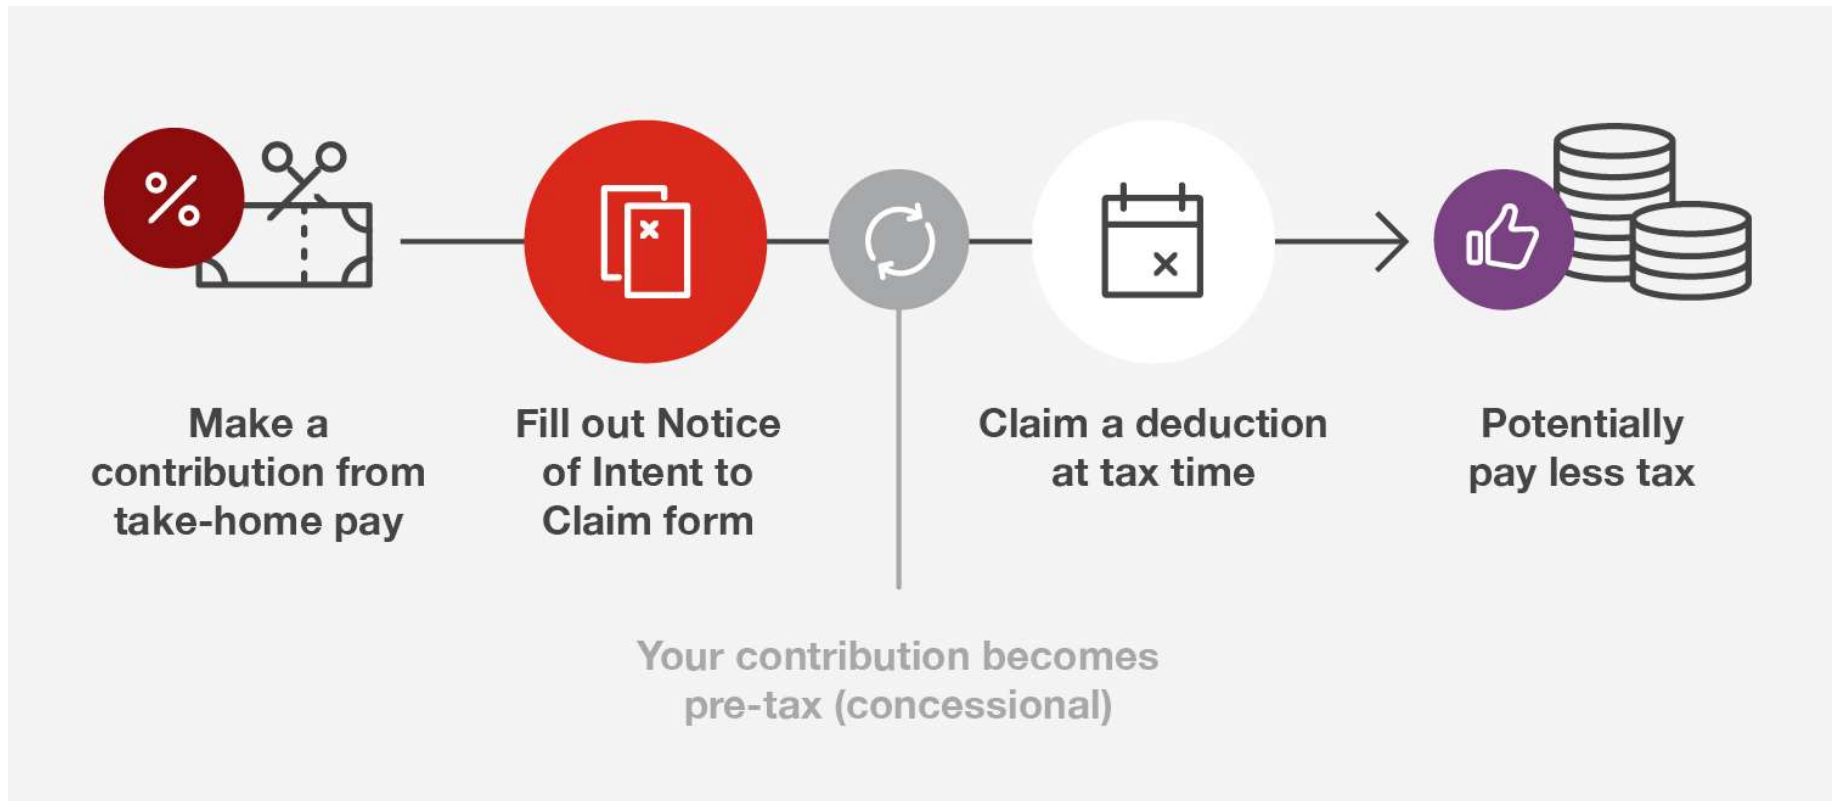 Make a
contribution from
take-home pay
Fill out Notice
of Intent to
Claim form
Claim a deduction
at tax time
Potentially
pay less tax
Your contribution becomes
pre-tax (concessional)